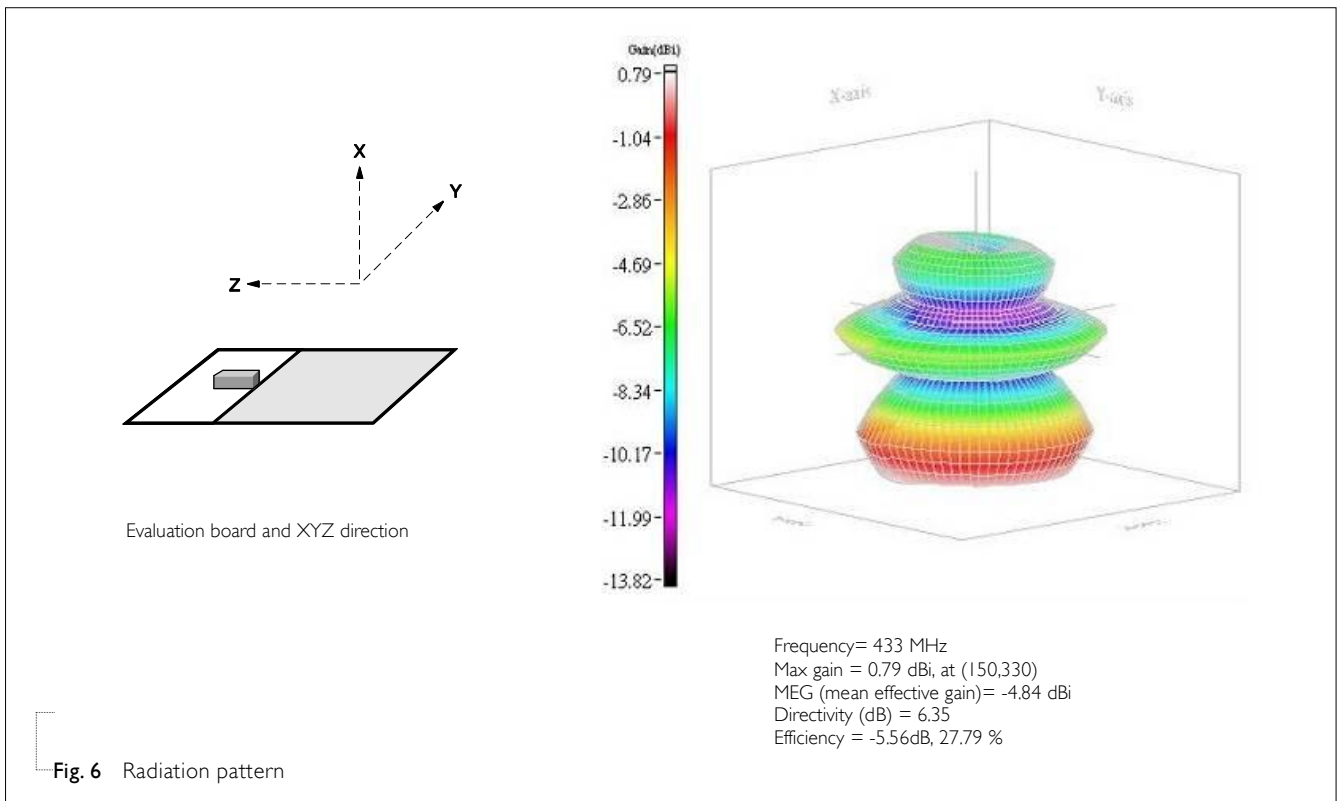 Gain(dBi)
0.79
-1.04
-2.86
-4.69
-6.52
-8.34
-10.17
-11.99
-13.82
X-axis
Y-axis
X
Y
Z
Evaluation board and XYZ direction
Frequency= 433 MHz
Max gain = 0.79 dBi, at (150,330)
MEG (mean effective gain)= -4.84 dBi
Directivity (dB) = 6.35
Efficiency = -5.56dB, 27.79 %
Fig. 6 Radiation pattern